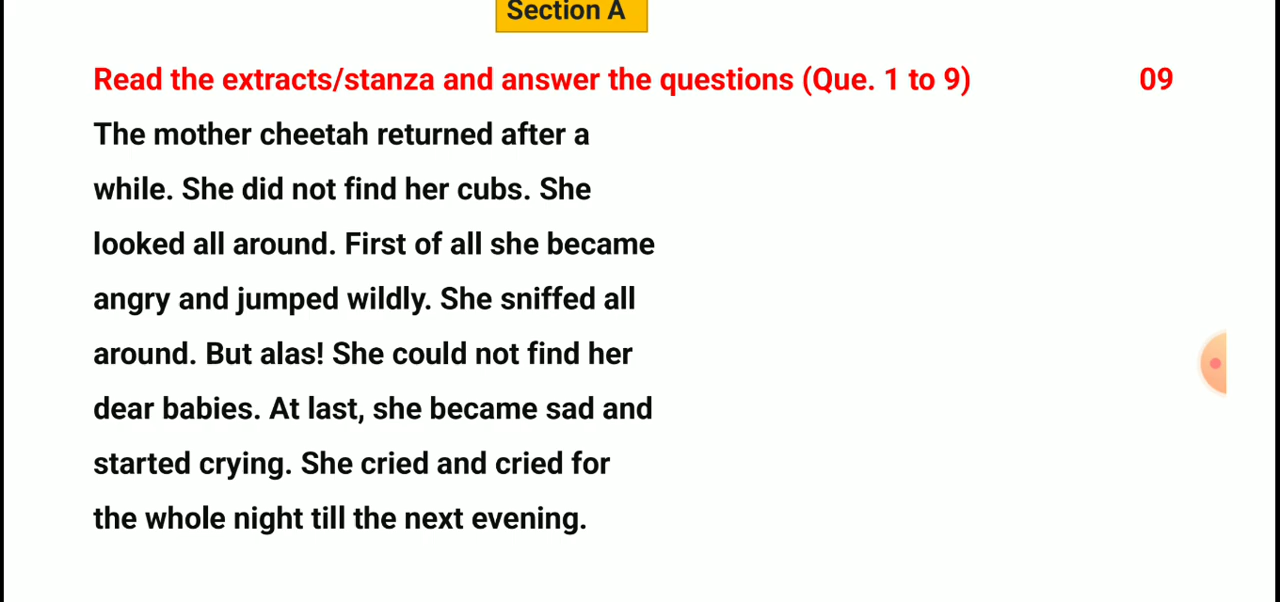 Section A
Read the extracts/stanza and answer the questions (Que. 1 to 9) 09
The mother cheetah returned after a
while. She did not find her cubs. She
looked all around. First of all she became
angry and jumped wildly. She sniffed all
around. But alas! She could not find her
dear babies. At last, she became sad and
started crying. She cried and cried for
the whole night till the next evening.